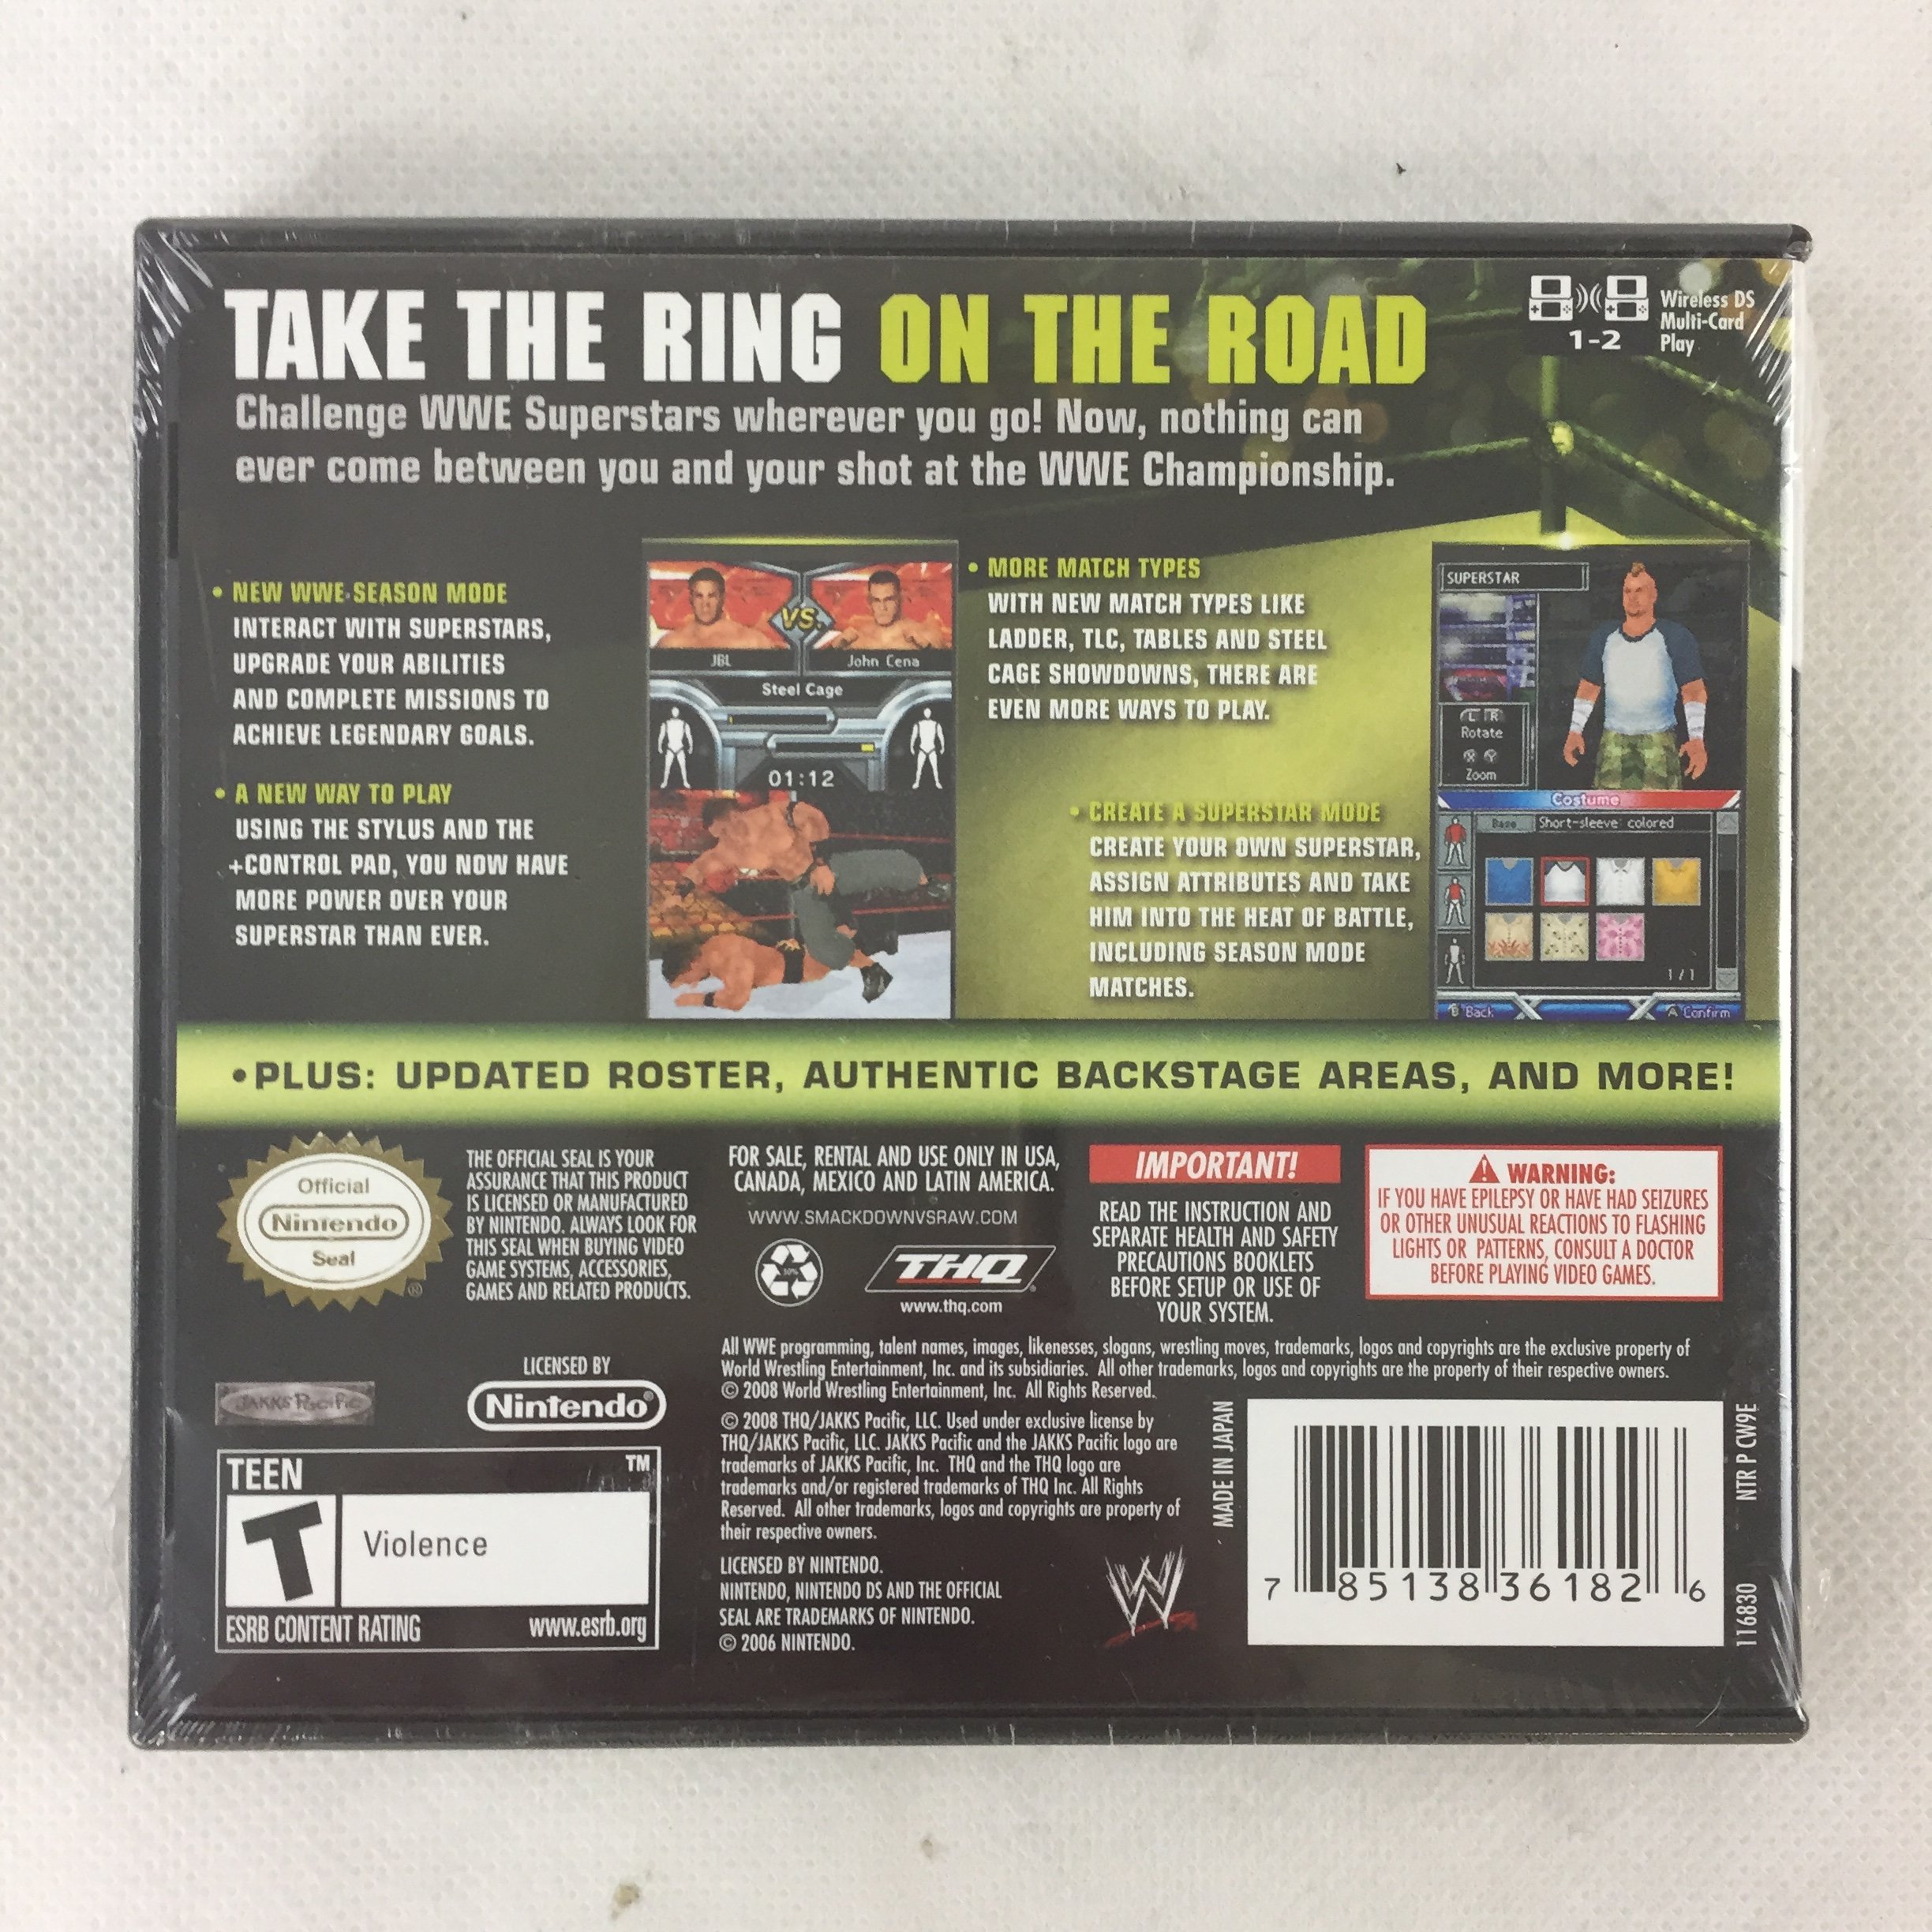 TAKE THE RING ON THE ROAD
Challenge WWE Superstars wherever you go! Now, nothing can
ever come between you and your shot at the WWE Championship.
1-2
Wireless DS
Multi-Card
Play
• NEW WWE SEASON MODE
INTERACT WITH SUPERSTARS,
UPGRADE YOUR ABILITIES
AND COMPLETE MISSIONS TO
ACHIEVE LEGENDARY GOALS.
• A NEW WAY TO PLAY
USING THE STYLUS AND THE
+CONTROL PAD, YOU NOW HAVE
MORE POWER OVER YOUR
SUPERSTAR THAN EVER.
VS.
JBL
John Cena
Steel Cage
01:12
• MORE MATCH TYPES
WITH NEW MATCH TYPES LIKE
LADDER, TLC, TABLES AND STEEL
CAGE SHOWDOWNS, THERE ARE
EVEN MORE WAYS TO PLAY.
• CREATE A SUPERSTAR MODE
CREATE YOUR OWN SUPERSTAR,
ASSIGN ATTRIBUTES AND TAKE
HIM INTO THE HEAT OF BATTLE,
INCLUDING SEASON MODE
MATCHES.
SUPERSTAR
L R
Rotate
X Y
Zoom
Costume
Base Short-sleeve: colored
1/1
B Back
A Confirm
• PLUS: UPDATED ROSTER, AUTHENTIC BACKSTAGE AREAS, AND MORE!
Official
Nintendo
Seal
®
THE OFFICIAL SEAL IS YOUR
ASSURANCE THAT THIS PRODUCT
IS LICENSED OR MANUFACTURED
BY NINTENDO. ALWAYS LOOK FOR
THIS SEAL WHEN BUYING VIDEO
GAME SYSTEMS, ACCESSORIES,
GAMES AND RELATED PRODUCTS.
FOR SALE, RENTAL AND USE ONLY IN USA,
CANADA, MEXICO AND LATIN AMERICA.
WWW.SMACKDOWNVSRAW.COM
50%
THQ
www.thq.com
IMPORTANT!
READ THE INSTRUCTION AND
SEPARATE HEALTH AND SAFETY
PRECAUTIONS BOOKLETS
BEFORE SETUP OR USE OF
YOUR SYSTEM.
WARNING:
IF YOU HAVE EPILEPSY OR HAVE HAD SEIZURES
OR OTHER UNUSUAL REACTIONS TO FLASHING
LIGHTS OR PATTERNS, CONSULT A DOCTOR
BEFORE PLAYING VIDEO GAMES.
JAKKS Pacific
LICENSED BY
Nintendo®
All WWE programming, talent names, images, likenesses, slogans, wrestling moves, trademarks, logos and copyrights are the exclusive property of
World Wrestling Entertainment, Inc. and its subsidiaries. All other trademarks, logos and copyrights are the property of their respective owners.
© 2008 World Wrestling Entertainment, Inc. All Rights Reserved.
© 2008 THQ/JAKKS Pacific, LLC. Used under exclusive license by
THQ/JAKKS Pacific, LLC. JAKKS Pacific and the JAKKS Pacific logo are
trademarks of JAKKS Pacific, Inc. THQ and the THQ logo are
trademarks and/or registered trademarks of THQ Inc. All Rights
Reserved. All other trademarks, logos and copyrights are property of
their respective owners.
LICENSED BY NINTENDO.
NINTENDO, NINTENDO DS AND THE OFFICIAL
SEAL ARE TRADEMARKS OF NINTENDO.
© 2006 NINTENDO.
TEEN TM
T
Violence
ESRB CONTENT RATING www.esrb.org
W
MADE IN JAPAN
7 85138 36182 6
NTR P CW9E
116830